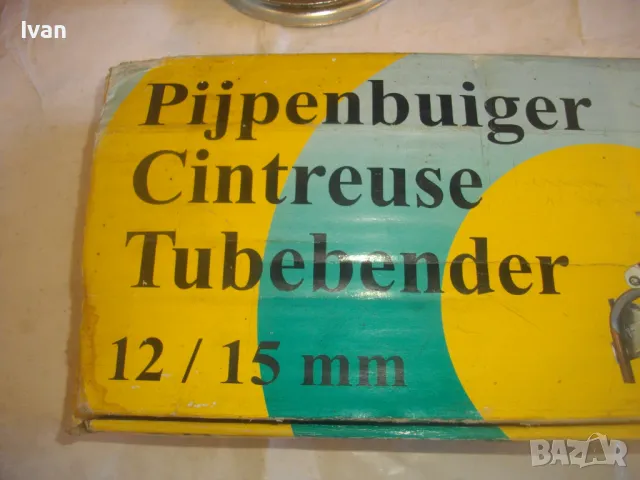 Ivan
Pijpenbuiger
Cintreuse
Tubebender
12 / 15 mm
BAZAR